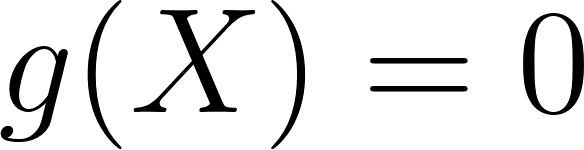 g(X) = 0